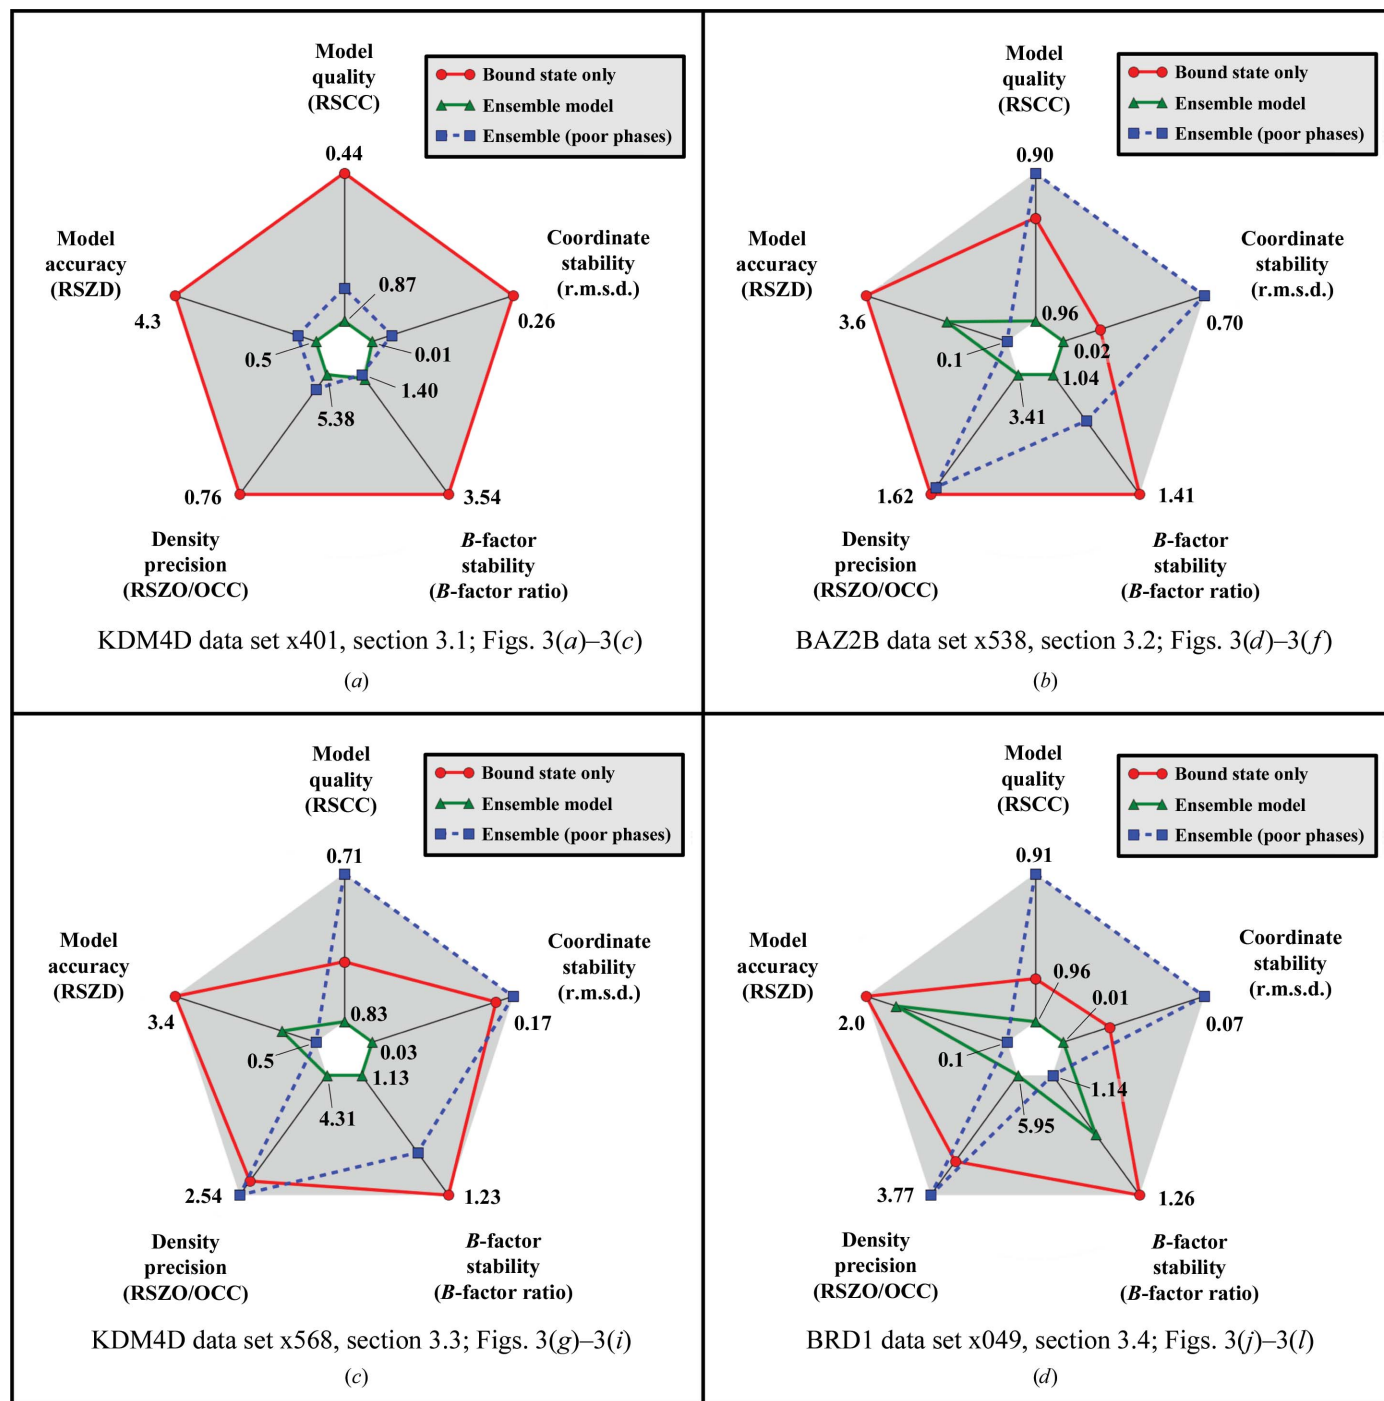 Model
quality
(RSCC)
Bound state only
Ensemble model
Ensemble (poor phases)
0.44
Model
accuracy
(RSZD)
Coordinate
stability
(r.m.s.d.)
0.87
4.3
0.26
0.5
0.01
1.40
5.38
0.76
3.54
Density
precision
(RSZO/OCC)
B-factor
stability
(B-factor ratio)
KDM4D data set x401, section 3.1; Figs. 3(a)–3(c)
(a)
Model
quality
(RSCC)
Bound state only
Ensemble model
Ensemble (poor phases)
0.90
Model
accuracy
(RSZD)
Coordinate
stability
(r.m.s.d.)
0.96
3.6
0.70
0.1
0.02
1.04
3.41
1.62
1.41
Density
precision
(RSZO/OCC)
B-factor
stability
(B-factor ratio)
BAZ2B data set x538, section 3.2; Figs. 3(d)–3(f)
(b)
Model
quality
(RSCC)
Bound state only
Ensemble model
Ensemble (poor phases)
0.71
Model
accuracy
(RSZD)
Coordinate
stability
(r.m.s.d.)
0.83
3.4
0.17
0.5
0.03
1.13
4.31
2.54
1.23
Density
precision
(RSZO/OCC)
B-factor
stability
(B-factor ratio)
KDM4D data set x568, section 3.3; Figs. 3(g)–3(i)
(c)
Model
quality
(RSCC)
Bound state only
Ensemble model
Ensemble (poor phases)
0.91
Model
accuracy
(RSZD)
Coordinate
stability
(r.m.s.d.)
0.96
0.01
2.0
0.07
0.1
1.14
5.95
3.77
1.26
Density
precision
(RSZO/OCC)
B-factor
stability
(B-factor ratio)
BRD1 data set x049, section 3.4; Figs. 3(j)–3(l)
(d)